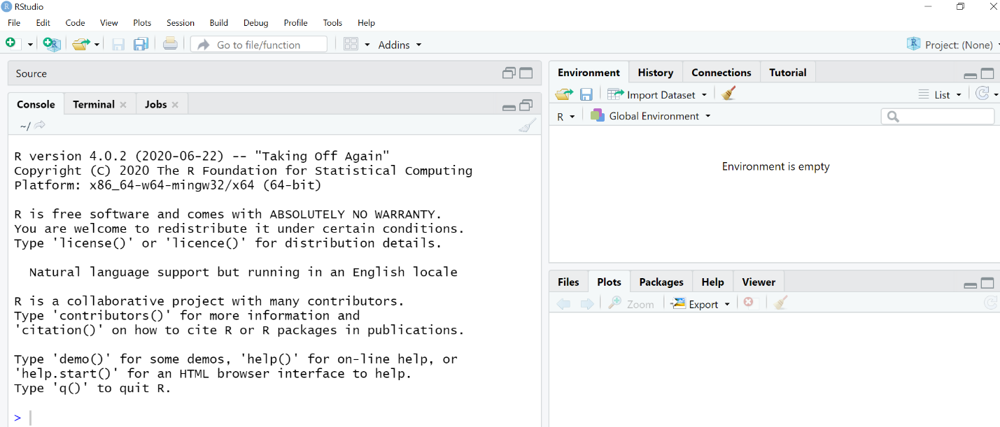 RStudio
File Edit Code View Plots Session Build Debug Profile Tools Help
Go to file/function Addins Project: (None)
Source
Console Terminal Jobs
~/
R version 4.0.2 (2020-06-22) -- "Taking Off Again"
Copyright (C) 2020 The R Foundation for Statistical Computing
Platform: x86_64-w64-mingw32/x64 (64-bit)
R is free software and comes with ABSOLUTELY NO WARRANTY.
You are welcome to redistribute it under certain conditions.
Type 'license()' or 'licence()' for distribution details.
Natural language support but running in an English locale
R is a collaborative project with many contributors.
Type 'contributors()' for more information and
'citation()' on how to cite R or R packages in publications.
Type 'demo()' for some demos, 'help()' for on-line help, or
'help.start()' for an HTML browser interface to help.
Type 'q()' to quit R.
>
Environment History Connections Tutorial
Import Dataset List
R Global Environment
Environment is empty
Files Plots Packages Help Viewer
Zoom Export